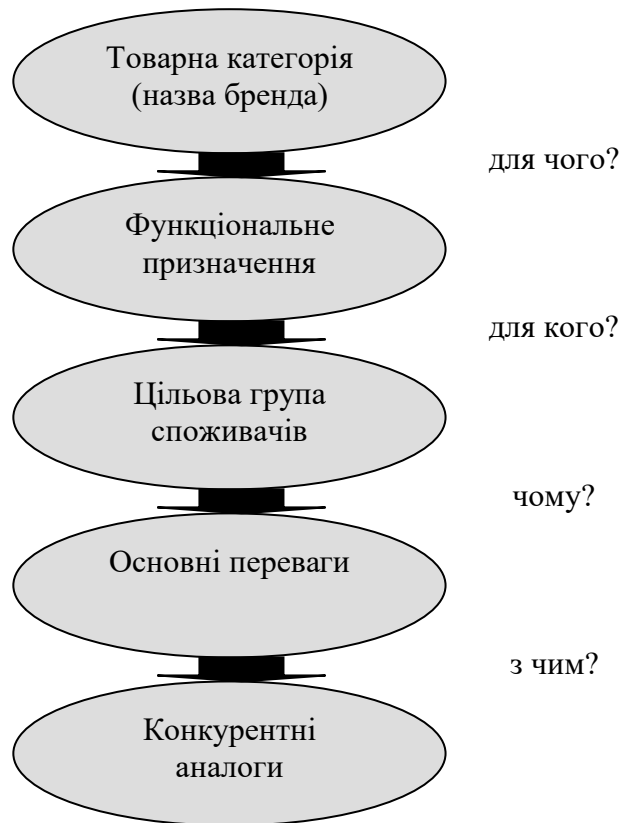 Товарна категорія
(назва бренда)
для чого?
Функціональне
призначення
для кого?
Цільова група
споживачів
чому?
Основні переваги
з чим?
Конкурентні
аналоги